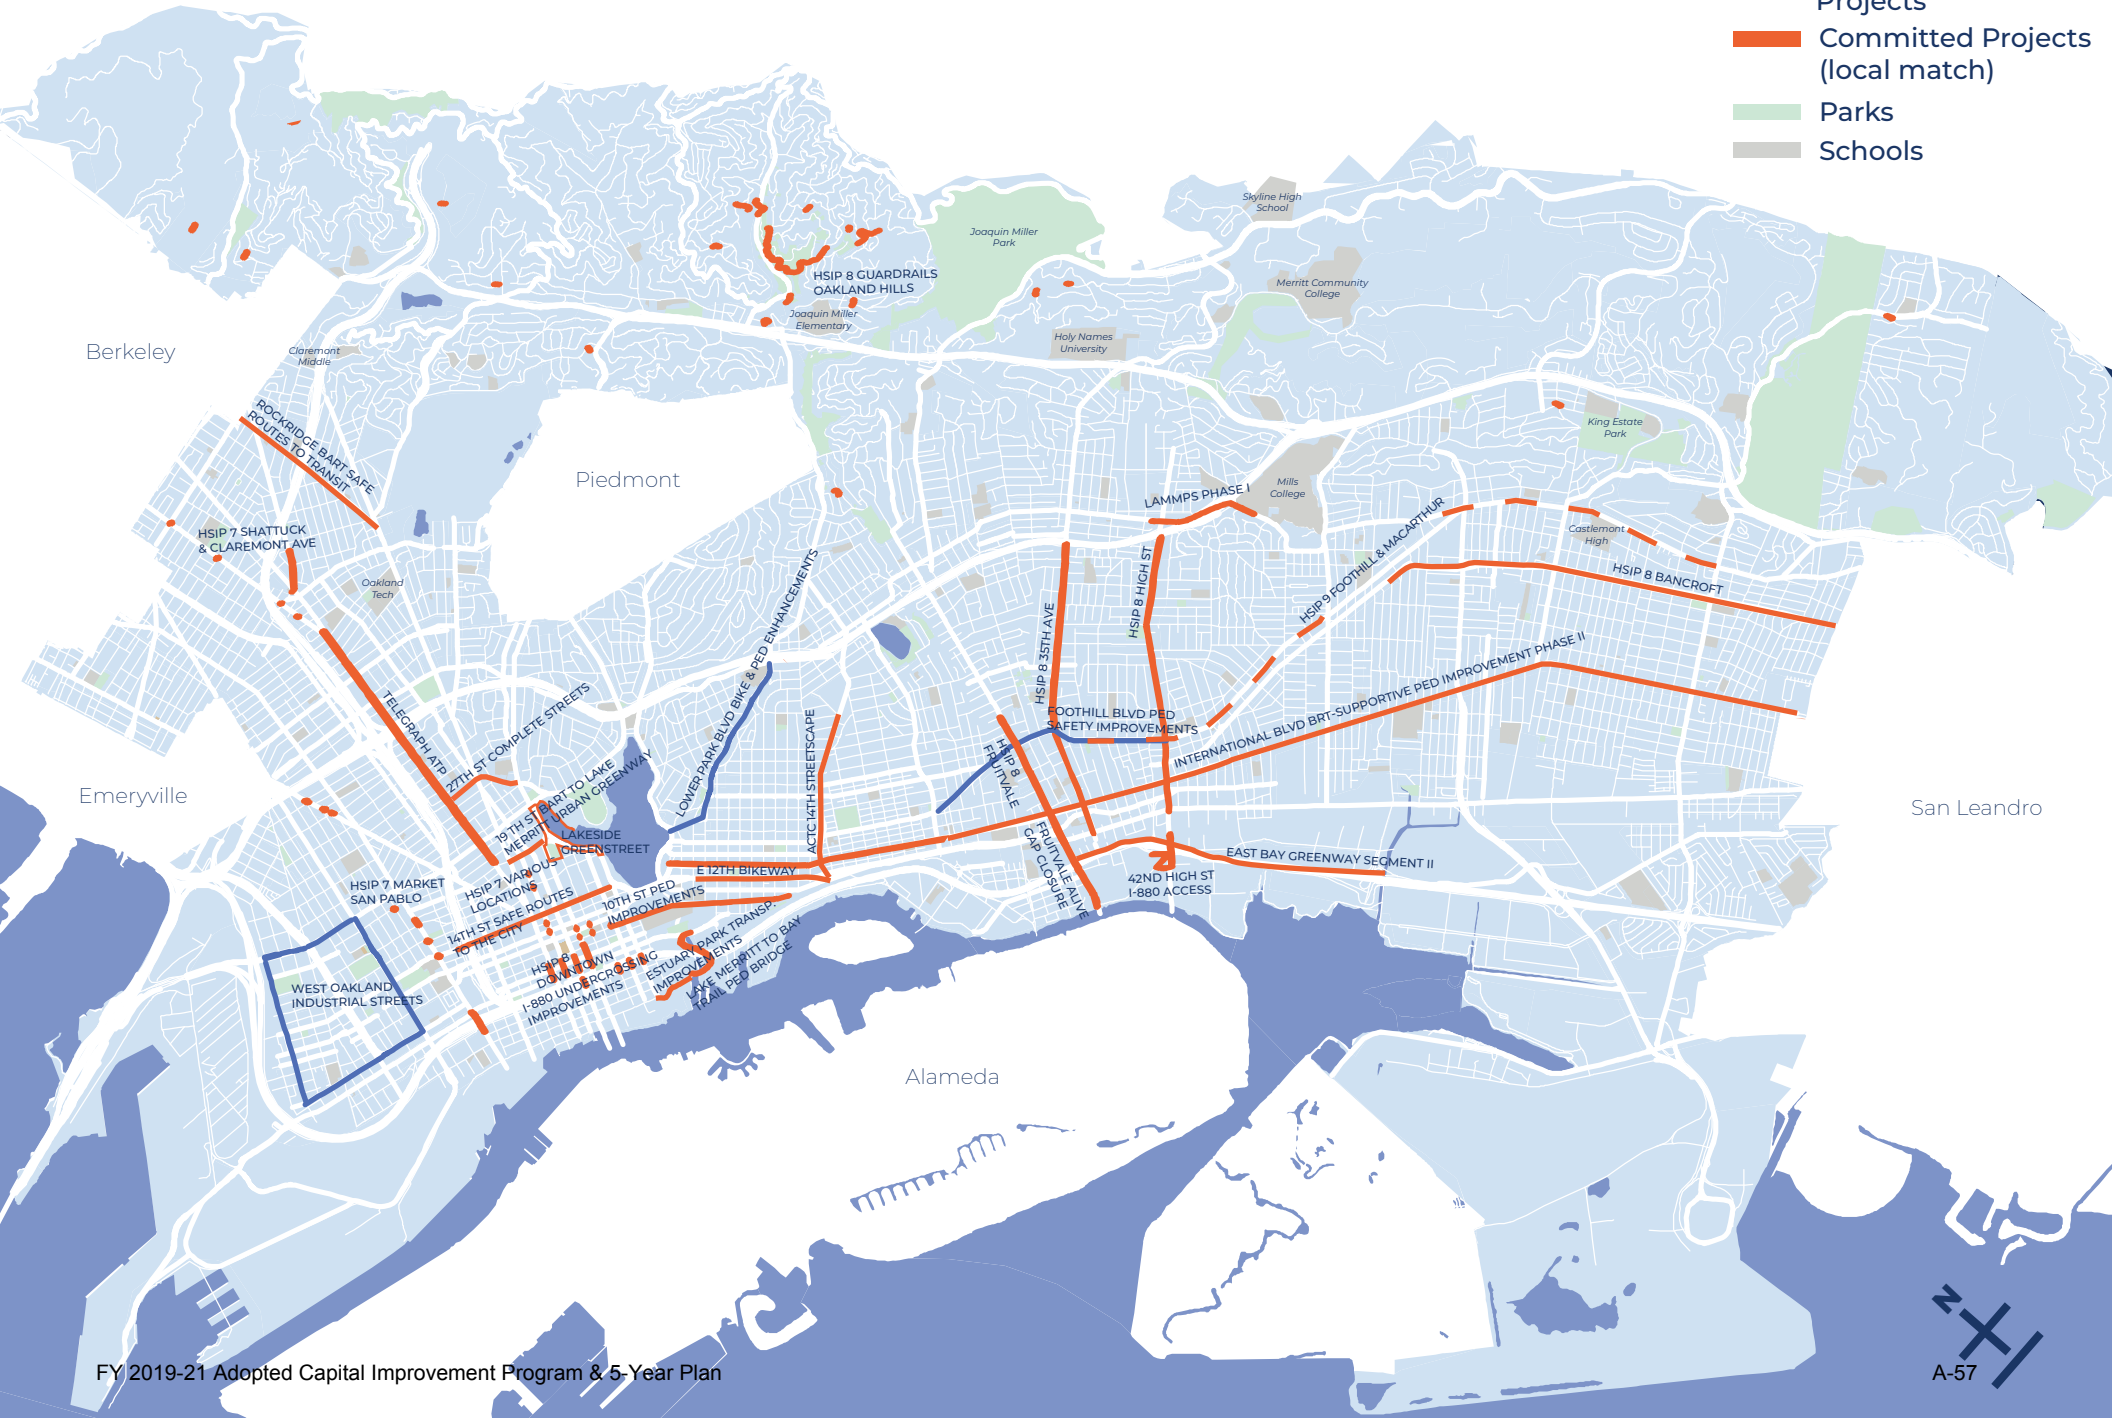 Projects
Committed Projects
(local match)
Parks
Schools
Skyline High
School
Joaquin Miller
Park
HSIP 8 GUARDRAILS
OAKLAND HILLS
Merritt Community
College
Joaquin Miller
Elementary
Holy Names
University
Berkeley
Claremont
Middle
ROCKRIDGE BART SAFE
ROUTES TO TRANSIT
King Estate
Park
Piedmont
Mills
College
LAMMPS PHASE I
HSIP 9 FOOTHILL & MACARTHUR
Castlemont
High
HSIP 7 SHATTUCK
& CLAREMONT AVE
Oakland
Tech
HSIP 8 BANCROFT
LOWER PARK BLVD BIKE & PED ENHANCEMENTS
HSIP 8 35TH AVE
HSIP 8 HIGH ST
TELEGRAPH ATP
27TH ST COMPLETE STREETS
ACTC 14TH STREETSCAPE
FOOTHILL BLVD PED
SAFETY IMPROVEMENTS
HSIP 8
FRUITVALE
INTERNATIONAL BLVD BRT-SUPPORTIVE PED IMPROVEMENT PHASE II
Emeryville
San Leandro
19 TH ST BART TO LAKE
MERRITT URBAN GREENWAY
LAKESIDE
GREENSTREET
E 12TH BIKEWAY
FRUITVALE ALIVE
GAP CLOSURE
EAST BAY GREENWAY SEGMENT II
42ND HIGH ST
I-880 ACCESS
HSIP 7 MARKET
SAN PABLO
HSIP 7 VARIOUS
LOCATIONS
14TH ST SAFE ROUTES
TO THE CITY
10TH ST PED
IMPROVEMENTS
HSIP 8
DOWNTOWN
I-880 UNDERCROSSING
IMPROVEMENTS
ESTUARY PARK TRANSP.
IMPROVEMENTS
LAKE MERRITT TO BAY
TRAIL PED BRIDGE
WEST OAKLAND
INDUSTRIAL STREETS
Alameda
N
FY 2019-21 Adopted Capital Improvement Program & 5-Year Plan
A-57